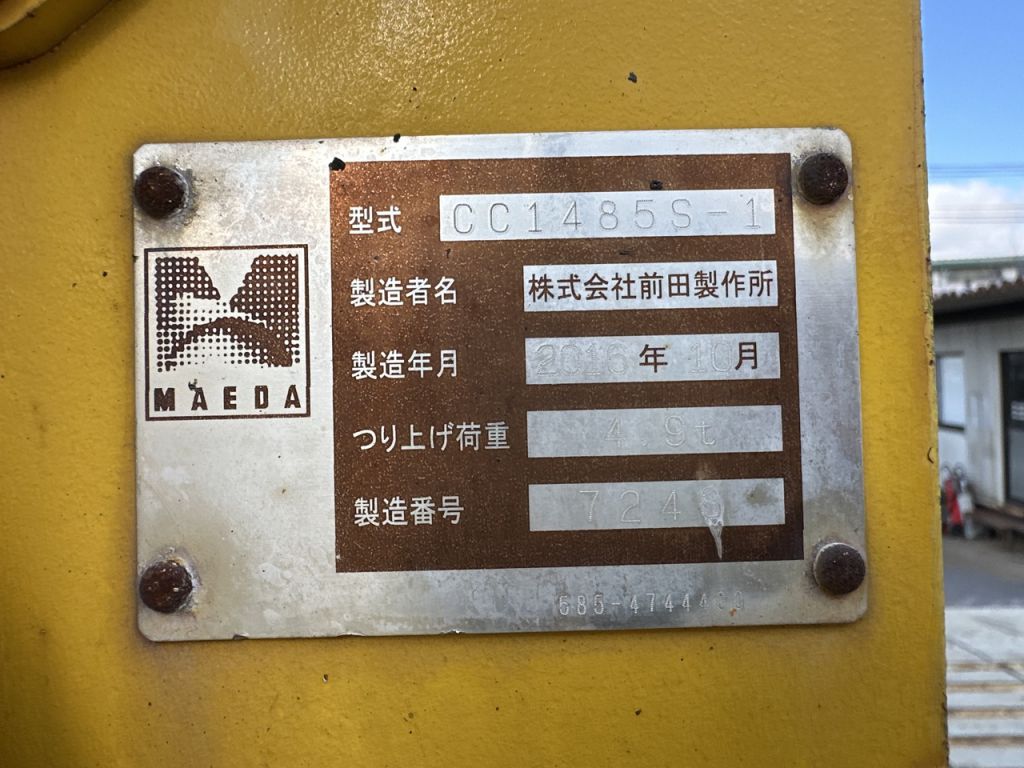 MAEDA
型式 CC1485S-1
製造者名 株式会社前田製作所
製造年月 2016年 10月
つり上げ荷重 4.9t
製造番号